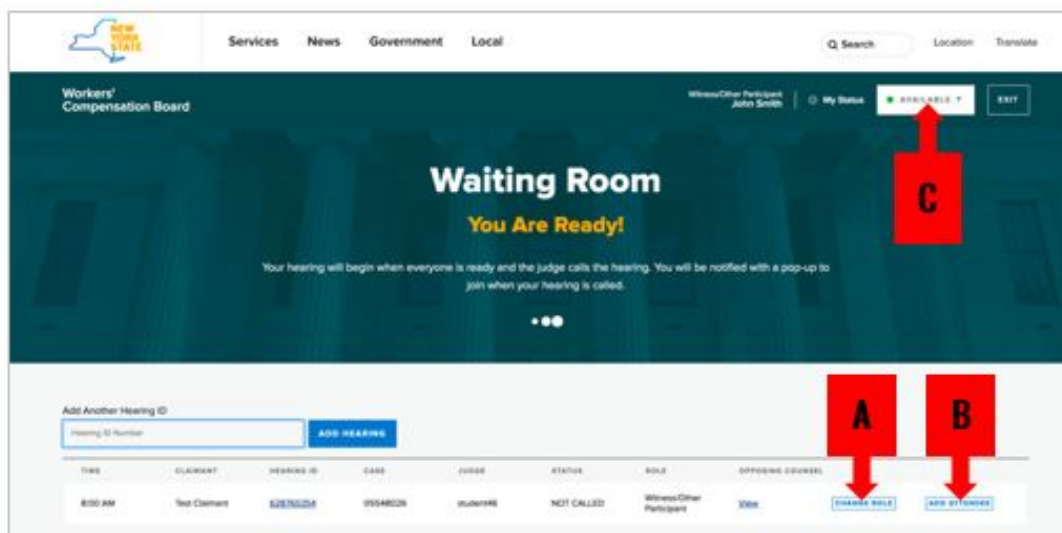 NEW
YORK
STATE
Services News Government Local
Search Location Translate
Workers'
Compensation Board
Witness/Other Participant
John Smith
My Status
AVAILABLE
EXIT
C
Waiting Room
You Are Ready!
Your hearing will begin when everyone is ready and the judge calls the hearing. You will be notified with a pop-up to
join when your hearing is called.
A
B
Add Another Hearing ID
Hearing ID Number
ADD HEARING
TIME CLAIMANT HEARING ID CASE JUDGE STATUS ROLE OPPOSING COUNSEL
8:00 AM Test Claimant student46 NOT CALLED Witness/Other Participant View CHANGE ROLE ADD ATTENDEE